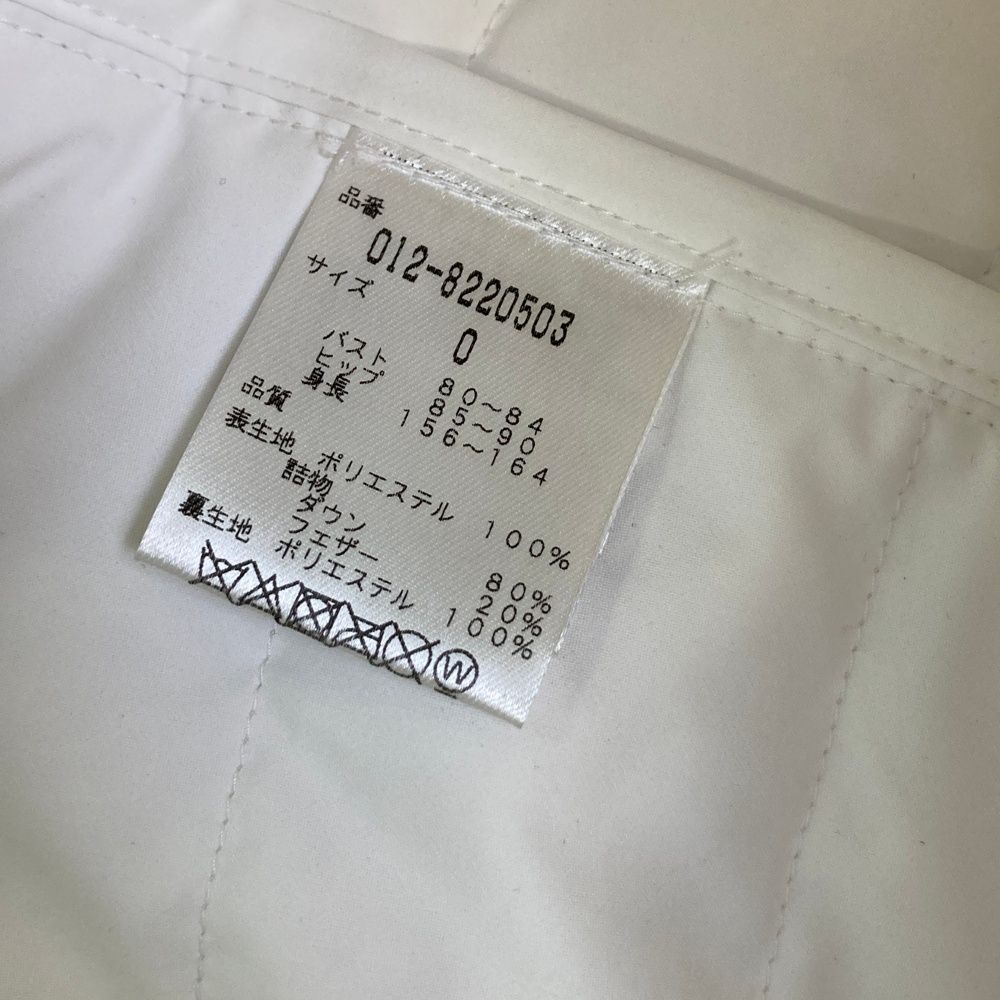 品番
012-8220503
サイズ
0
バスト 80～84
ヒップ 85～90
身長 156～164
品質
表生地
ポリエステル 100%
詰物
ダウン 80%
フェザー 20%
裏生地
ポリエステル 100%
W